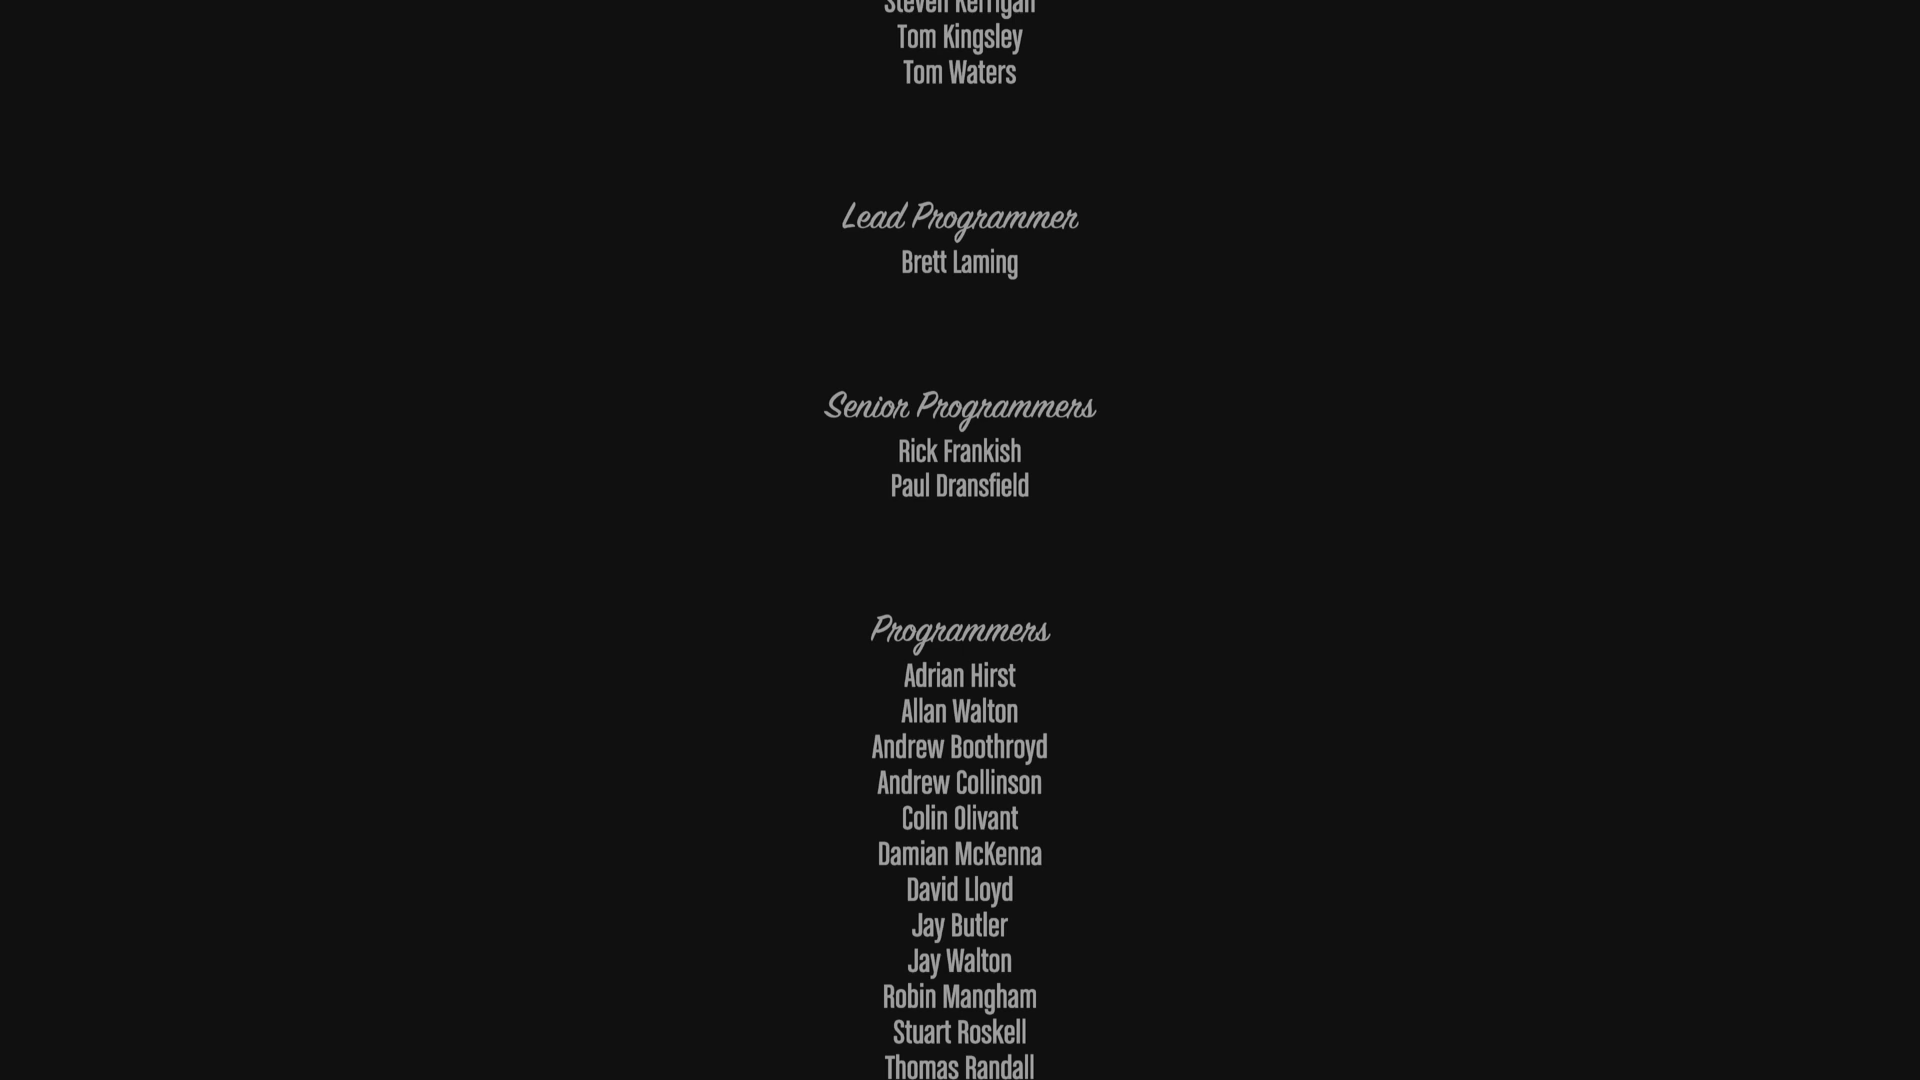 Steven Kerrigan
Tom Kingsley
Tom Waters
Lead Programmer
Brett Laming
Senior Programmers
Rick Frankish
Paul Dransfield
Programmers
Adrian Hirst
Allan Walton
Andrew Boothroyd
Andrew Collinson
Colin Olivant
Damian McKenna
David Lloyd
Jay Butler
Jay Walton
Robin Mangham
Stuart Roskell
Thomas Randall